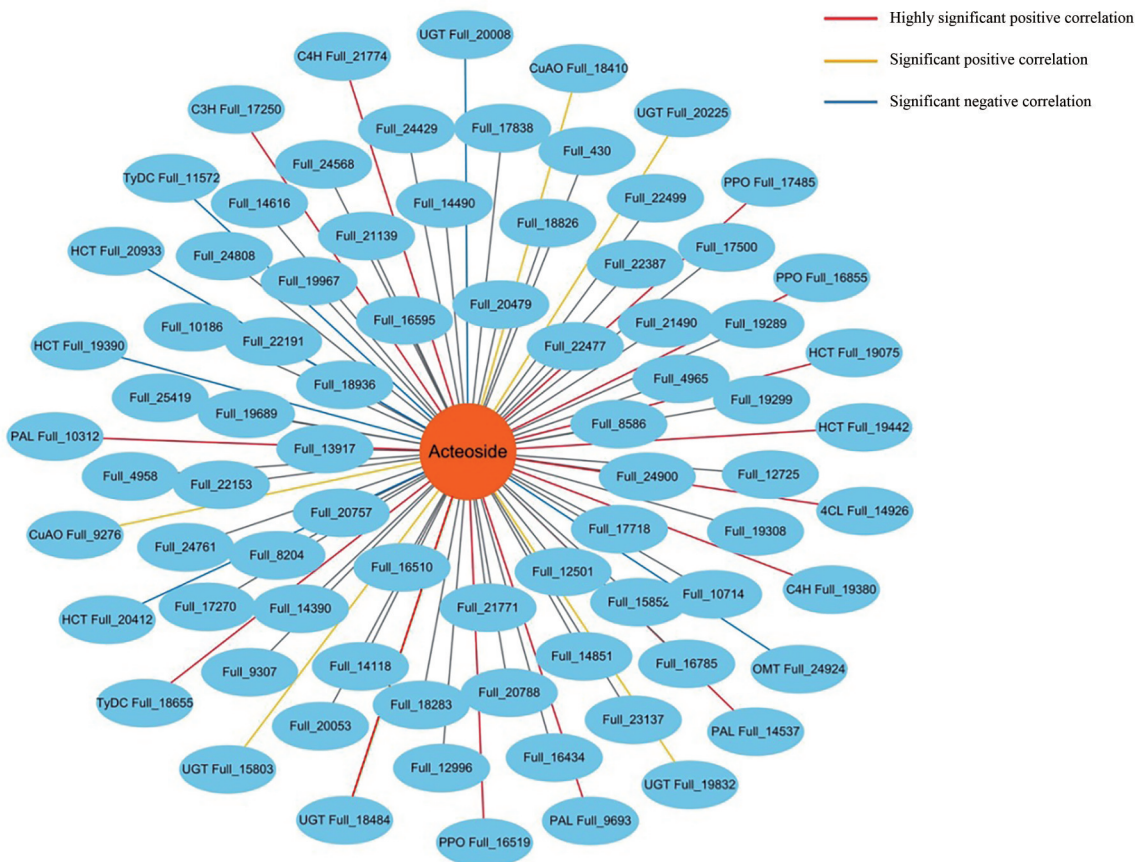 Highly significant positive correlation
Significant positive correlation
Significant negative correlation
UGT Full_20008
C4H Full_21774
CuAO Full_18410
C3H Full_17250
UGT Full_20225
Full_24429
Full_17838
Full_430
Full_24568
TyDC Full_11572
PPO Full_17485
Full_14616
Full_14490
Full_22499
Full_18826
Full_21139
Full_17500
HCT Full_20933
Full_24808
Full_22387
PPO Full_16855
Full_19967
Full_20479
Full_16595
Full_21490
Full_19289
Full_10186
Full_22191
HCT Full_19390
Full_22477
HCT Full_19075
Full_18936
Full_4965
Full_25419
Full_19689
Full_19299
Full_8586
HCT Full_19442
PAL Full_10312
Full_13917
Acteoside
Full_4958
Full_22153
Full_24900
Full_12725
4CL Full_14926
Full_20757
CuAO Full_9276
Full_17718
Full_19308
Full_24761
Full_8204
Full_16510
Full_12501
C4H Full_19380
Full_17270
Full_14390
Full_21771
Full_15852
Full_10714
HCT Full_20412
Full_14851
Full_14118
Full_16785
OMT Full_24924
Full_9307
Full_18283
Full_20788
TyDC Full_18655
Full_20053
Full_23137
PAL Full_14537
Full_16434
UGT Full_15803
Full_12996
UGT Full_19832
UGT Full_18484
PAL Full_9693
PPO Full_16519